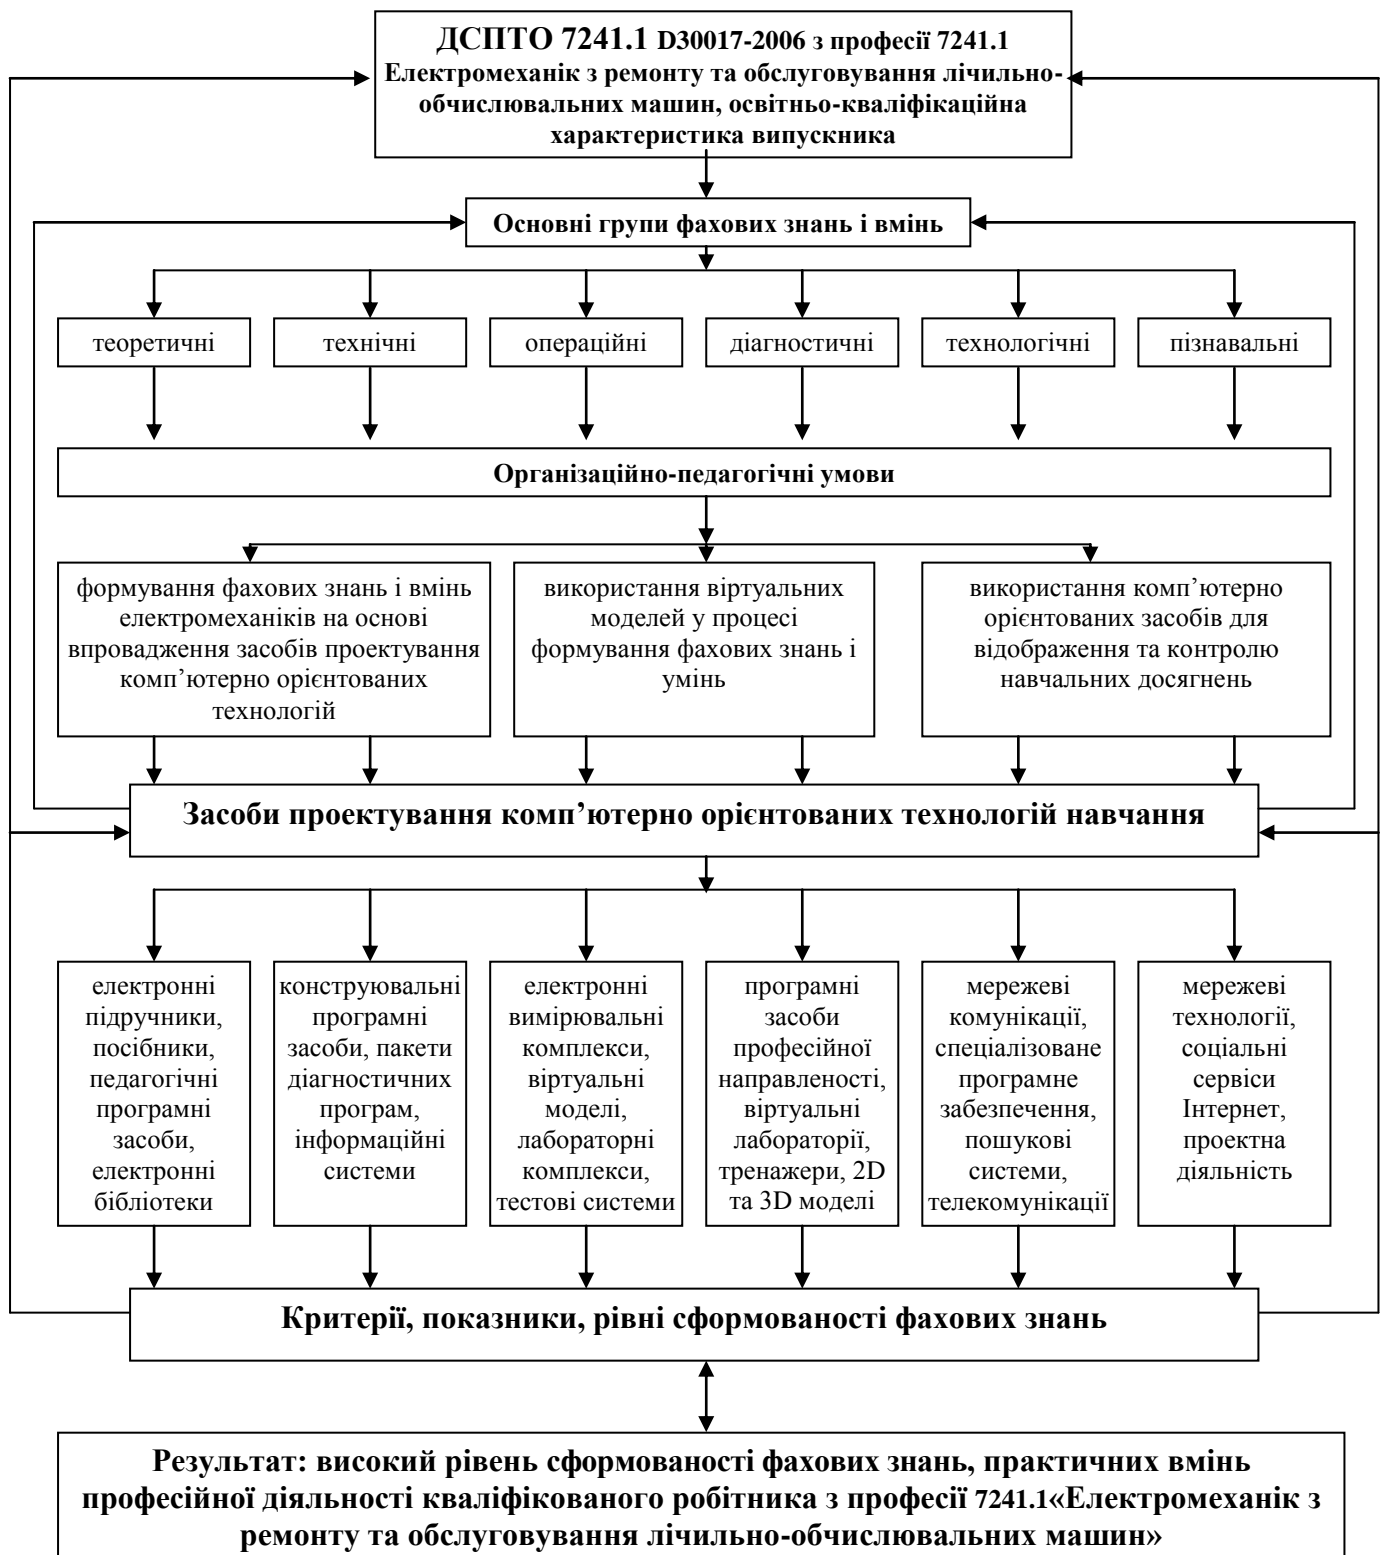 ДСПТО 7241.1 D30017-2006 з професії 7241.1
Електромеханік з ремонту та обслуговування лічильно-
обчислювальних машин, освітньо-кваліфікаційна
характеристика випускника
Основні групи фахових знань і вмінь
теоретичні
технічні
операційні
діагностичні
технологічні
пізнавальні
Організаційно-педагогічні умови
формування фахових знань і вмінь
електромеханіків на основі
впровадження засобів проектування
комп’ютерно орієнтованих
технологій
використання віртуальних
моделей у процесі
формування фахових знань і
умінь
використання комп’ютерно
орієнтованих засобів для
відображення та контролю
навчальних досягнень
Засоби проектування комп’ютерно орієнтованих технологій навчання
електронні
підручники,
посібники,
педагогічні
програмні
засоби,
електронні
бібліотеки
конструювальні
програмні
засоби, пакети
діагностичних
програм,
інформаційні
системи
електронні
вимірювальні
комплекси,
віртуальні
моделі,
лабораторні
комплекси,
тестові системи
програмні
засоби
професійної
направленості,
віртуальні
лабораторії,
тренажери, 2D
та 3D моделі
мережеві
комунікації,
спеціалізоване
програмне
забезпечення,
пошукові
системи,
телекомунікації
мережеві
технології,
соціальні
сервіси
Інтернет,
проектна
діяльність
Критерії, показники, рівні сформованості фахових знань
Результат: високий рівень сформованості фахових знань, практичних вмінь
професійної діяльності кваліфікованого робітника з професії 7241.1«Електромеханік з
ремонту та обслуговування лічильно-обчислювальних машин»